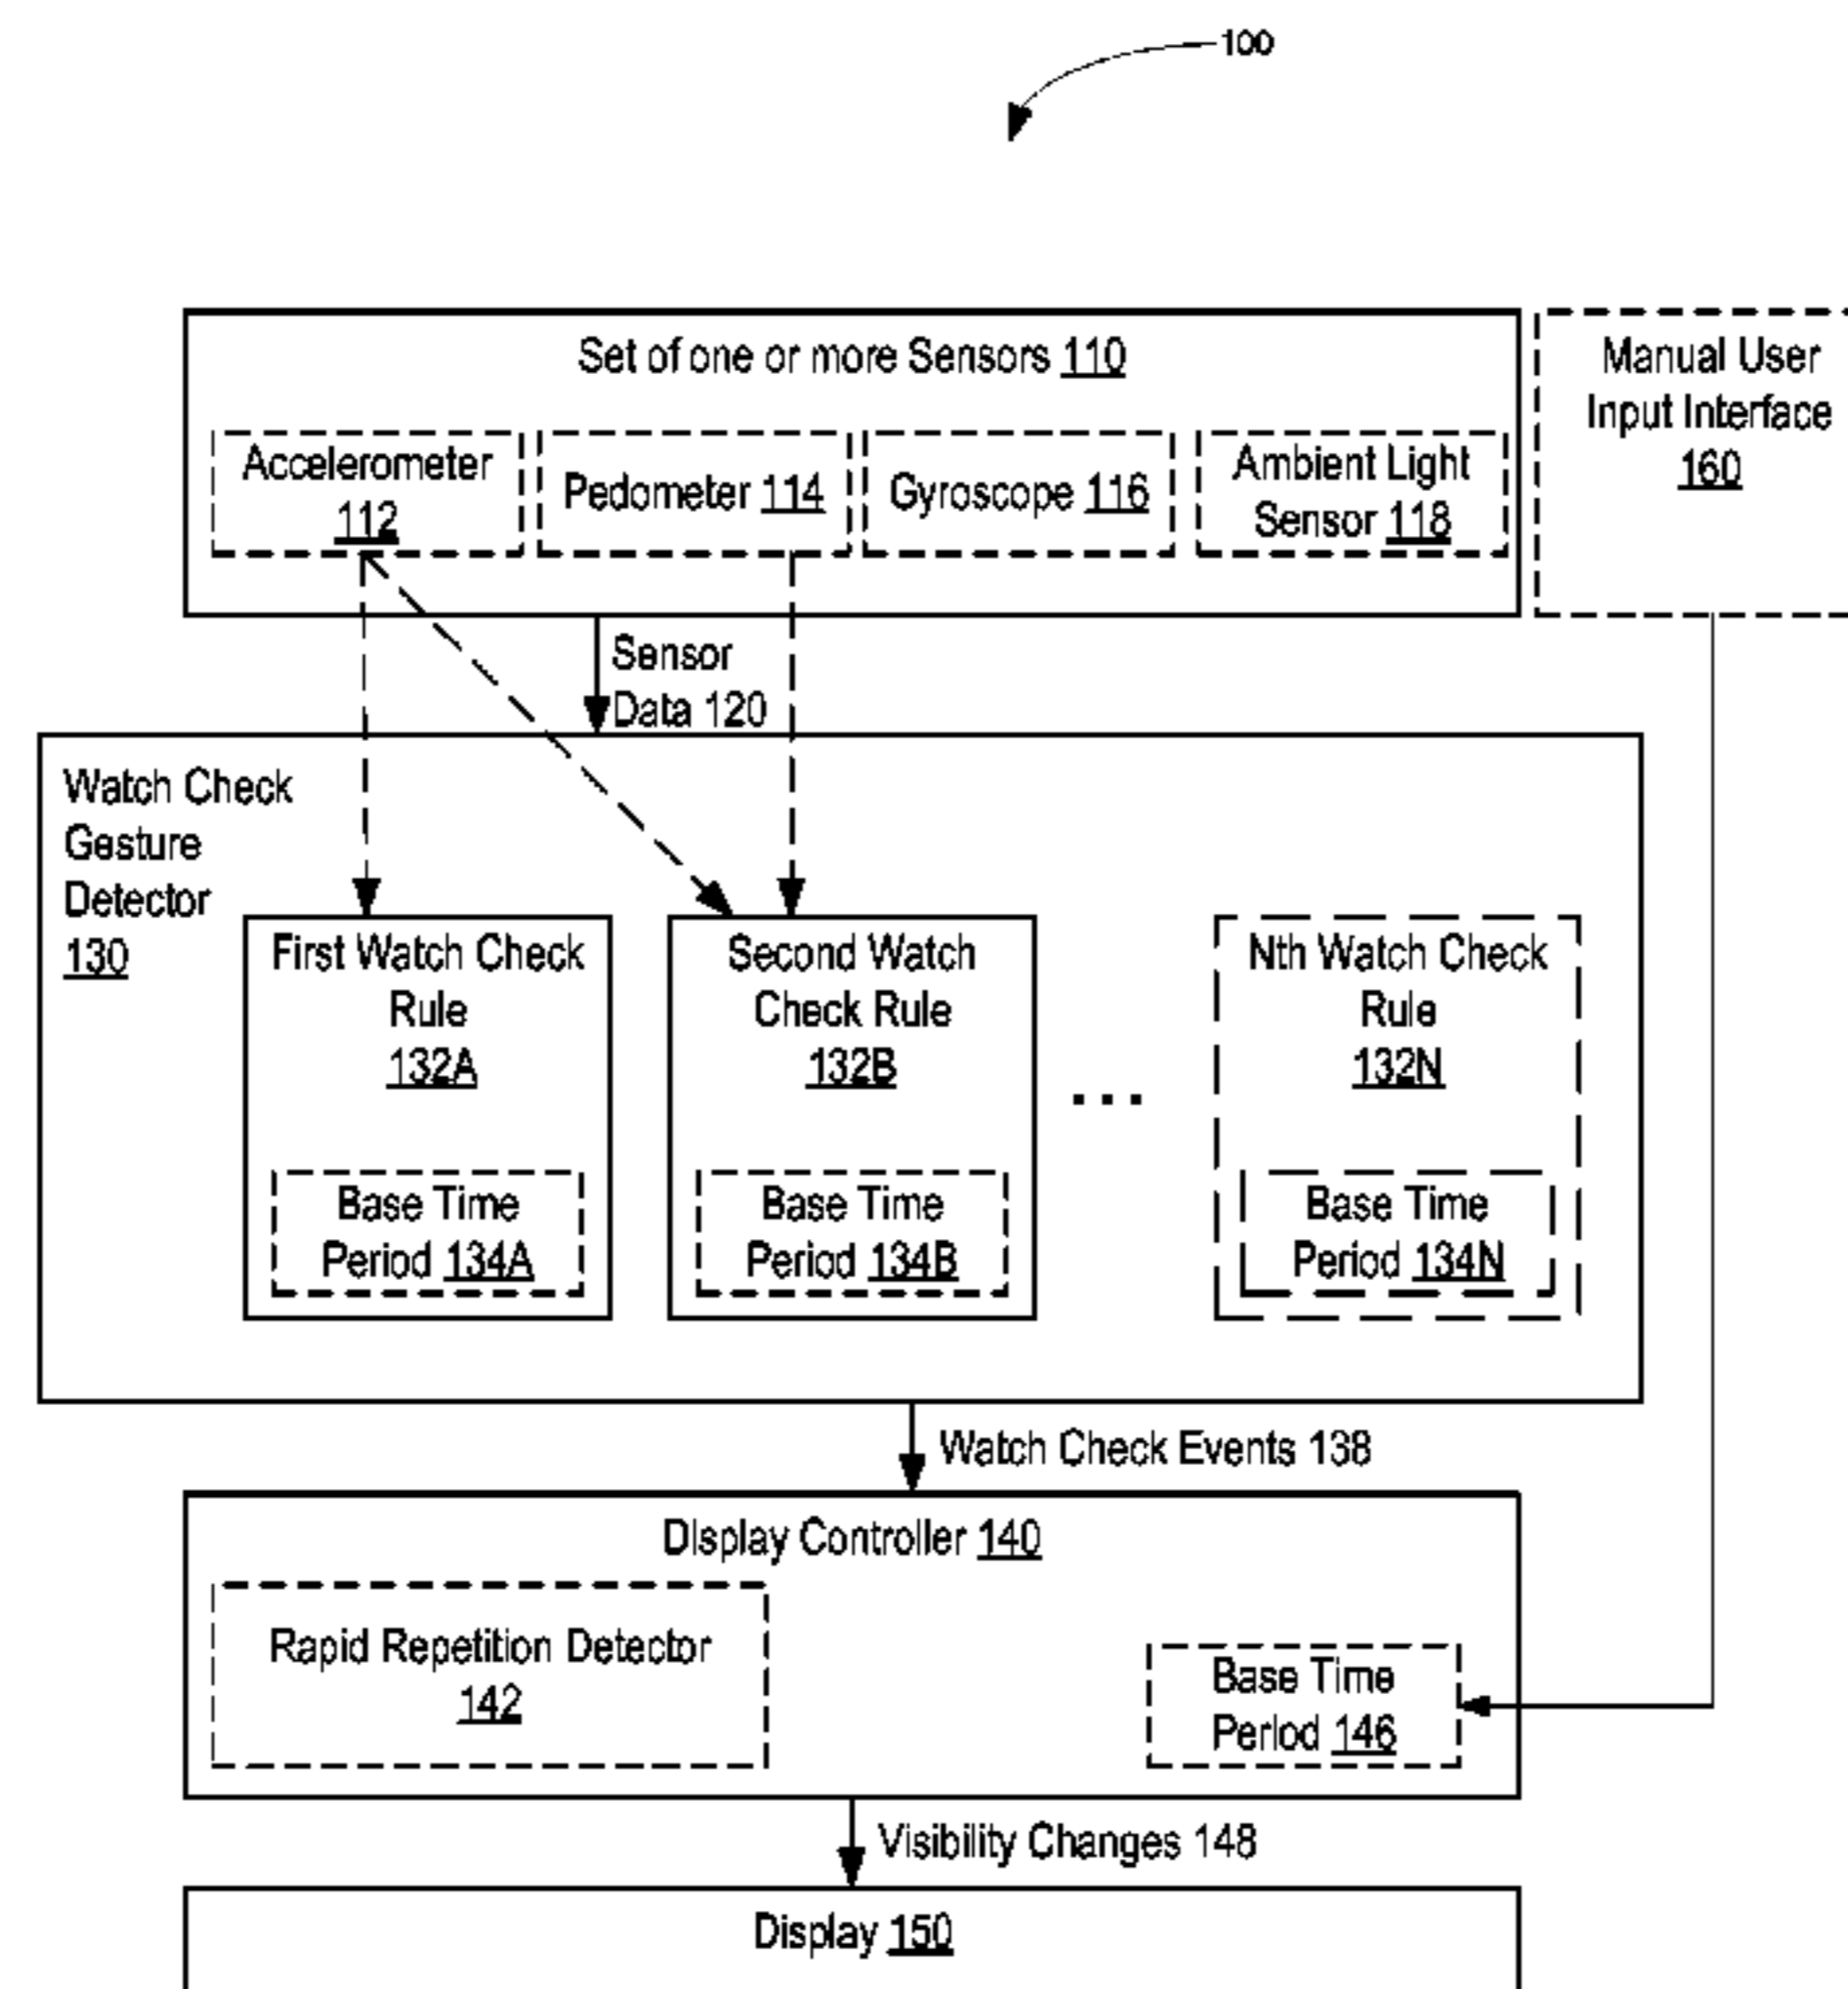 100
Set of one or more Sensors 110
Manual User
Input Interface
160
Accelerometer
112
Pedometer 114
Gyroscope 116
Ambient Light
Sensor 118
Sensor
Data 120
Watch Check
Gesture
Detector
130
First Watch Check
Rule
132A
Base Time
Period 134A
Second Watch
Check Rule
132B
Base Time
Period 134B
...
Nth Watch Check
Rule
132N
Base Time
Period 134N
Watch Check Events 138
Display Controller 140
Rapid Repetition Detector
142
Base Time
Period 146
Visibility Changes 148
Display 150